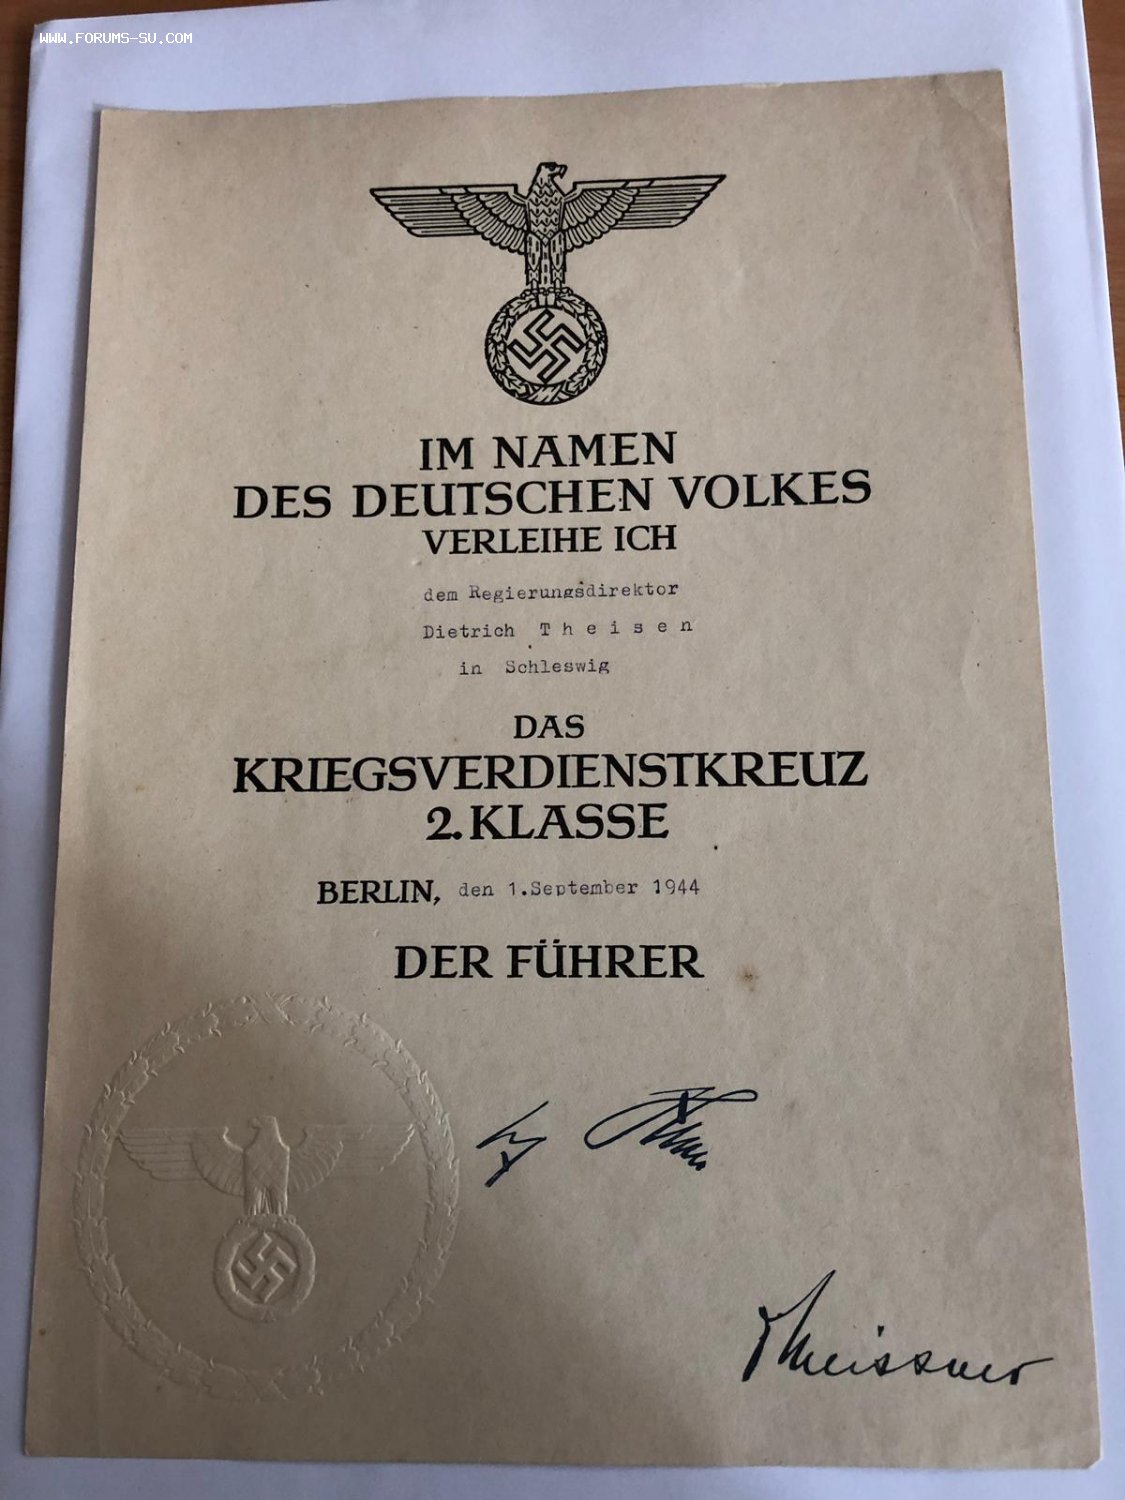 WWW.FORUMS-SU.COM
IM NAMEN
DES DEUTSCHEN VOLKES
VERLEIHE ICH
dem Regierungsdirektor
Dietrich T h e i s e n
in Schleswig
DAS
KRIEGSVERDIENSTKREUZ
2. KLASSE
BERLIN, den 1.September 1944
DER FÜHRER
Meissner